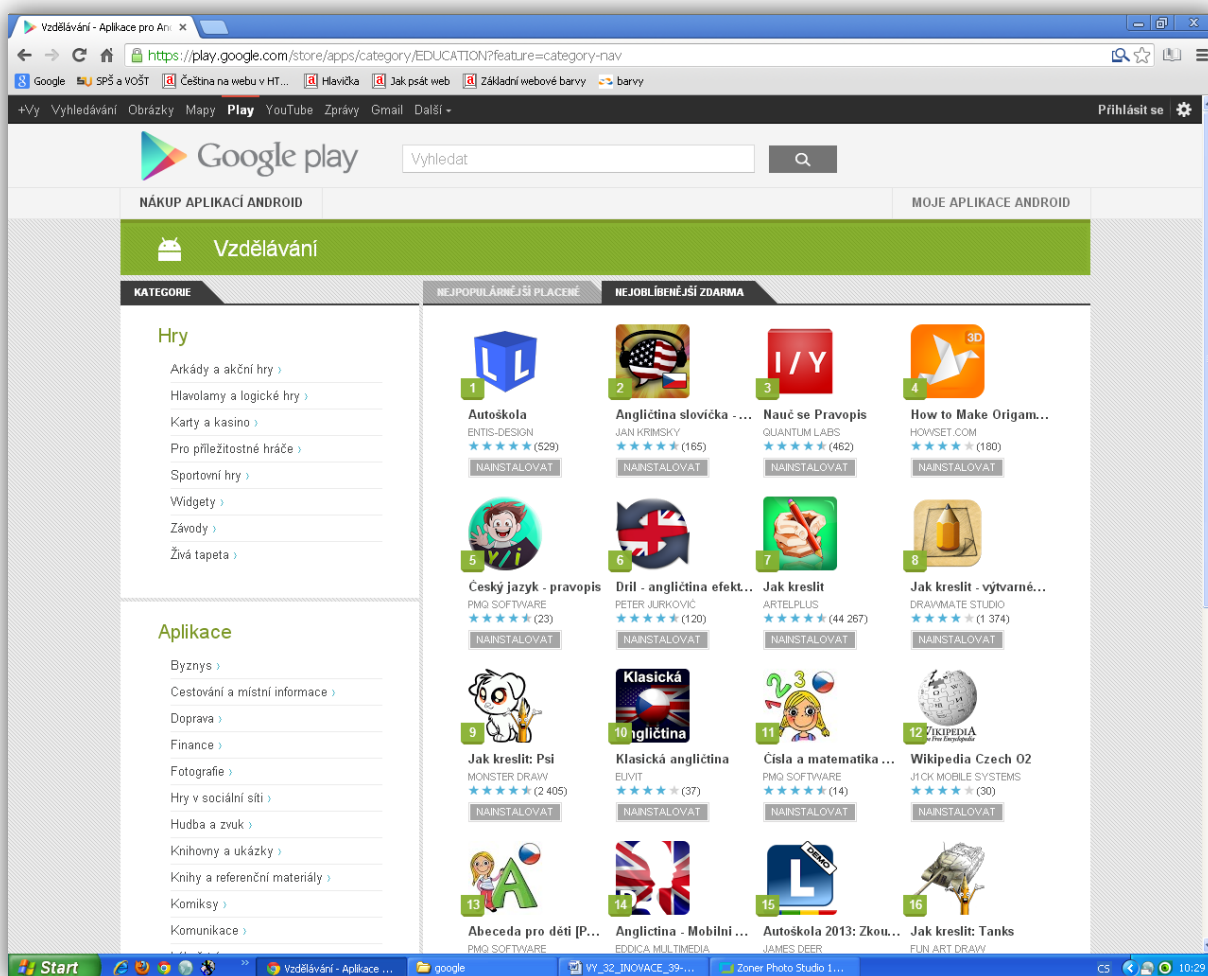 Vzdělávání - Aplikace pro An
https://play.google.com/store/apps/category/EDUCATION?feature=category-nav
Google SPŠ a VOŠT Čeština na webu v HT... Hlavička Jak psát web Základní webové barvy barvy
+Vy Vyhledávání Obrázky Mapy Play YouTube Zprávy Gmail Další Přihlásit se
Google play Vyhledat
NÁKUP APLIKACÍ ANDROID MOJE APLIKACE ANDROID
Vzdělávání
KATEGORIE
Hry
Arkády a akční hry ›
Hlavolamy a logické hry ›
Karty a kasino ›
Pro příležitostné hráče ›
Sportovní hry ›
Widgety ›
Závody ›
Živá tapeta ›
Aplikace
Byznys ›
Cestování a místní informace ›
Doprava ›
Finance ›
Fotografie ›
Hry v sociální síti ›
Hudba a zvuk ›
Knihovny a ukázky ›
Knihy a referenční materiály ›
Komiksy ›
Komunikace ›
NEJPOPULÁRNĚJŠÍ PLACENÉ NEJOBLÍBENĚJŠÍ ZDARMA
L L I / Y 3D
1 2 3 4
Autoškola Angličtina slovíčka - ... Nauč se Pravopis How to Make Origam...
ENTIS-DESIGN JAN KRIMSKY QUANTUM LABS HOWSET.COM
(529) (165) (462) (180)
NAINSTALOVAT NAINSTALOVAT NAINSTALOVAT NAINSTALOVAT
y/i
5 6 7 8
Český jazyk - pravopis Dril - angličtina efekt... Jak kreslit Jak kreslit - výtvarné...
PMQ SOFTWARE PETER JURKOVIČ ARTELPLUS DRAWMATE STUDIO
(23) (120) (44 267) (1 374)
NAINSTALOVAT NAINSTALOVAT NAINSTALOVAT NAINSTALOVAT
Klasická 1 2 3
9 10 ngličtina 11 12 WIKIPEDIA
Jak kreslit: Psi Klasická angličtina Čísla a matematika ... Wikipedia Czech O2
MONSTER DRAW EUVIT PMQ SOFTWARE J1CK MOBILE SYSTEMS
(2 405) (37) (14) (30)
NAINSTALOVAT NAINSTALOVAT NAINSTALOVAT NAINSTALOVAT
A L DEMO
13 14 15 16
Abeceda pro děti [P... Anglictina - Mobilni ... Autoškola 2013: Zkou... Jak kreslit: Tanks
PMQ SOFTWARE EDDICA MULTIMEDIA JAMES DEER FUN ART DRAW
Start Vzdělávání - Aplikace ... google VY_32_INOVACE_39-... Zoner Photo Studio 1... CS 10:29